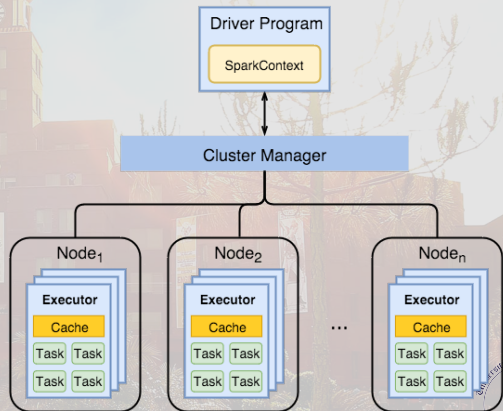 Driver Program
SparkContext
Cluster Manager
Node1
Node2
Noden
Executor
Cache
Task Task
Task Task
Executor
Cache
Task Task
Task Task
...
Executor
Cache
Task Task
Task Task